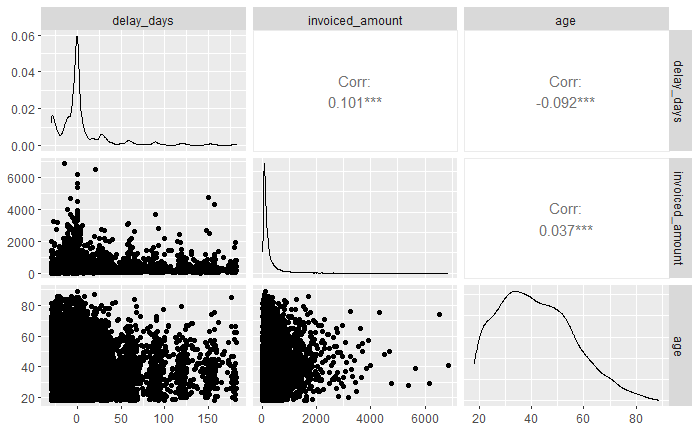 delay_days
invoiced_amount
age
0.06
0.04
0.02
0.00
Corr:
0.101***
Corr:
-0.092***
delay_days
6000
4000
2000
0
Corr:
0.037***
invoiced_amount
80
60
40
20
age
0 50 100 150
0 2000 4000 6000
20 40 60 80